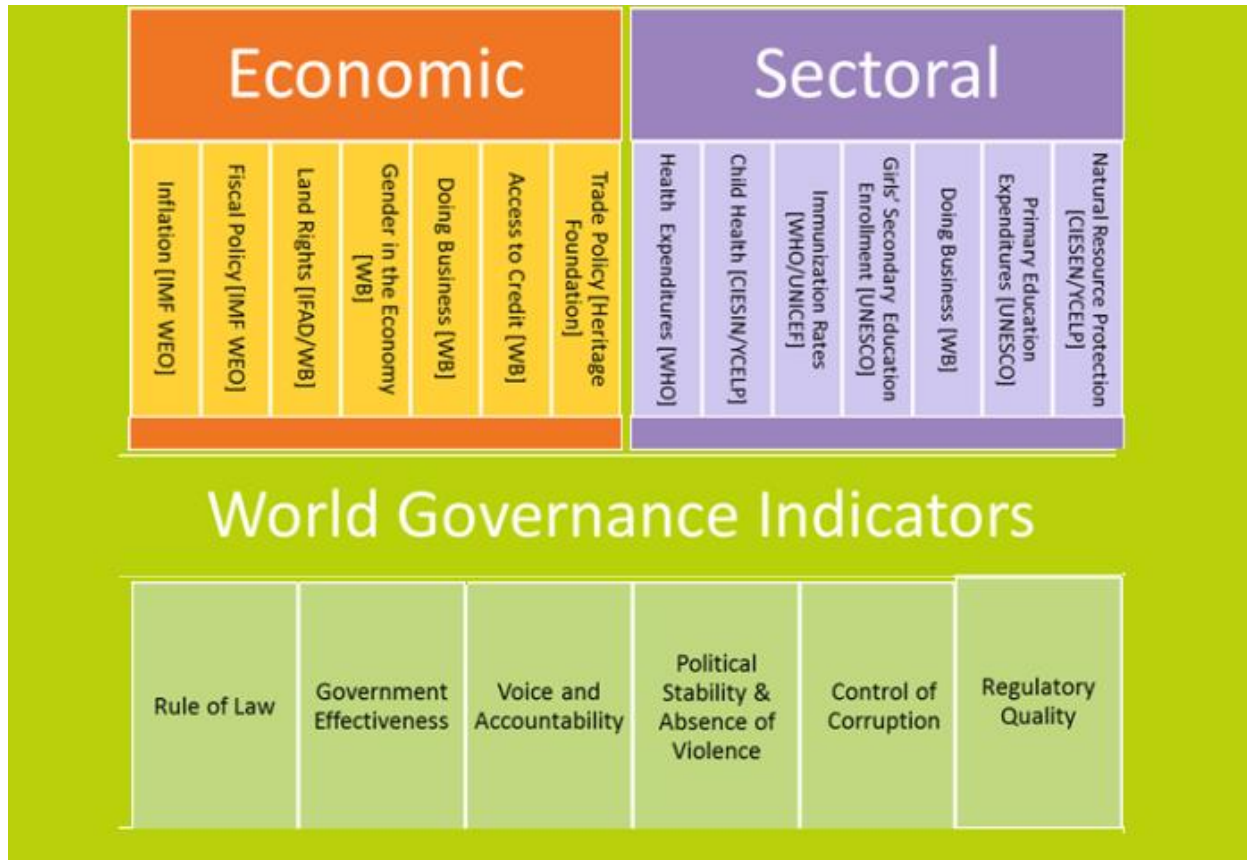 Economic
Sectoral
Inflation [IMF WEO]
Fiscal Policy [IMF WEO]
Land Rights [IFAD/WB]
Gender in the Economy
[WB]
Doing Business [WB]
Access to Credit [WB]
Trade Policy [Heritage
Foundation]
Health Expenditures [WHO]
Child Health [CIESIN/YCELP]
Immunization Rates
[WHO/UNICEF]
Girls' Secondary Education
Enrollment [UNESCO]
Doing Business [WB]
Primary Education
Expenditures [UNESCO]
Natural Resource Protection
[CIESEN/YCELP]
World Governance Indicators
Rule of Law
Government
Effectiveness
Voice and
Accountability
Political
Stability &
Absence of
Violence
Control of
Corruption
Regulatory
Quality